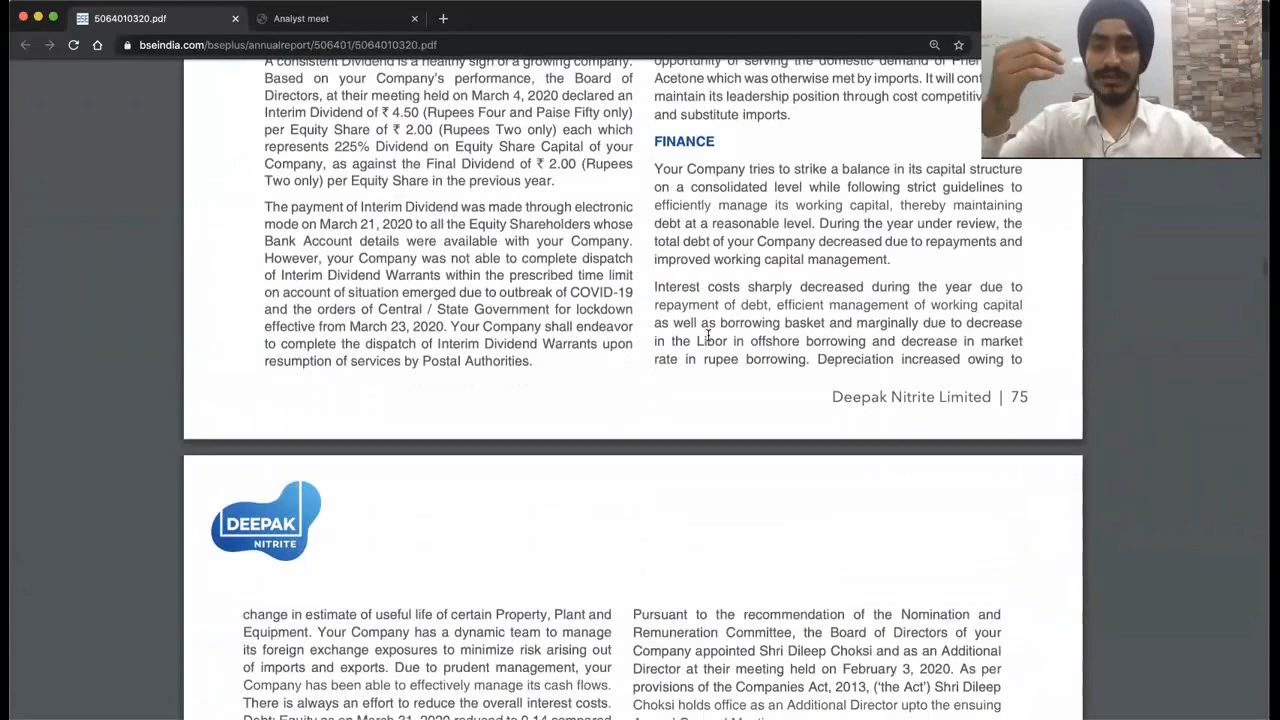 5064010320.pdf
Analyst meet
bseindia.com/bseplus/annualreport/506401/5064010320.pdf
A consistent Dividend is a healthy sign of a growing company.
Based on your Company's performance, the Board of
Directors, at their meeting held on March 4, 2020 declared an
Interim Dividend of ₹ 4.50 (Rupees Four and Paise Fifty only)
per Equity Share of ₹ 2.00 (Rupees Two only) each which
represents 225% Dividend on Equity Share Capital of your
Company, as against the Final Dividend of ₹ 2.00 (Rupees
Two only) per Equity Share in the previous year.
The payment of Interim Dividend was made through electronic
mode on March 21, 2020 to all the Equity Shareholders whose
Bank Account details were available with your Company.
However, your Company was not able to complete dispatch
of Interim Dividend Warrants within the prescribed time limit
on account of situation emerged due to outbreak of COVID-19
and the orders of Central / State Government for lockdown
effective from March 23, 2020. Your Company shall endeavor
to complete the dispatch of Interim Dividend Warrants upon
resumption of services by Postal Authorities.
opportunity of serving the domestic demand of
Acetone which was otherwise met by imports. It will
maintain its leadership position through cost
and substitute imports.
FINANCE
Your Company tries to strike a balance in its capital structure
on a consolidated level while following strict guidelines to
efficiently manage its working capital, thereby maintaining
debt at a reasonable level. During the year under review, the
total debt of your Company decreased due to repayments and
improved working capital management.
Interest costs sharply decreased during the year due to
repayment of debt, efficient management of working capital
as well as borrowing basket and marginally due to decrease
in the Libor in offshore borrowing and decrease in market
rate in rupee borrowing. Depreciation increased owing to
Deepak Nitrite Limited | 75
DEEPAK
NITRITE
change in estimate of useful life of certain Property, Plant and
Equipment. Your Company has a dynamic team to manage
its foreign exchange exposures to minimize risk arising out
of imports and exports. Due to prudent management, your
Company has been able to effectively manage its cash flows.
There is always an effort to reduce the overall interest costs.
Debt: Equity as on March 31, 2020 reduced to 0.14 compared
Pursuant to the recommendation of the Nomination and
Remuneration Committee, the Board of Directors of your
Company appointed Shri Dileep Choksi and as an Additional
Director at their meeting held on February 3, 2020. As per
provisions of the Companies Act, 2013, ('the Act') Shri Dileep
Choksi holds office as an Additional Director upto the ensuing